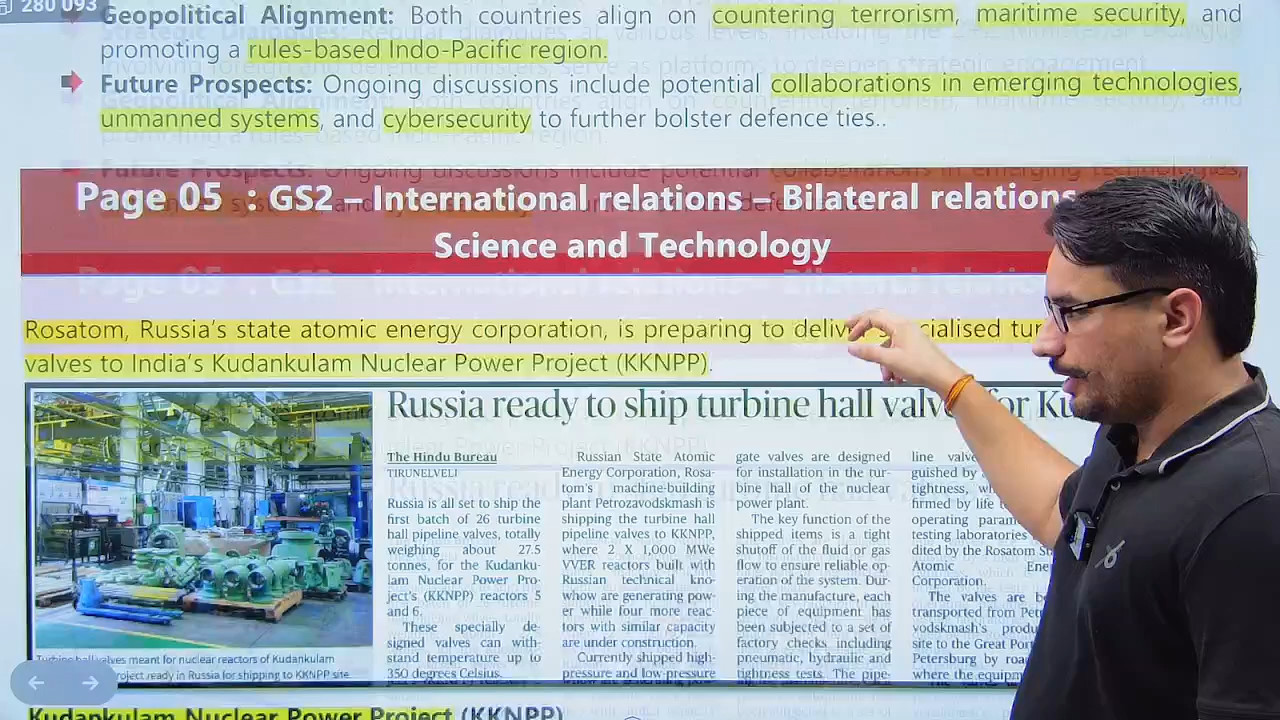 280 093
Geopolitical Alignment: Both countries align on countering terrorism, maritime security, and
promoting a rules-based Indo-Pacific region.
Future Prospects: Ongoing discussions include potential collaborations in emerging technologies,
unmanned systems, and cybersecurity to further bolster defence ties..
Page 05 : GS2 – International relations – Bilateral relations
Science and Technology
Rosatom, Russia's state atomic energy corporation, is preparing to
valves to India's Kudankulam Nuclear Power Project (KKNPP).
Russia ready to ship turbine hall
The Hindu Bureau
TIRUNELVELI
Russia is all set to ship the
first batch of 26 turbine
hall pipeline valves, totally
weighing about 27.5
tonnes, for the Kudanku-
lam Nuclear Power Pro-
ject's (KKNPP) reactors 5
and 6.
These specially de-
signed valves can with-
stand temperature up to
350 degrees Celsius.
Russian State Atomic
Energy Corporation, Rosa-
tom's machine-building
plant Petrozavodskmash is
shipping the turbine hall
pipeline valves to KKNPP,
where 2 X 1,000 MWe
VVER reactors built with
Russian technical kno-
whow are generating pow-
er while four more reac-
tors with similar capacity
are under construction.
Currently shipped high-
pressure and low-pressure
gate valves are designed
for installation in the tur-
bine hall of the nuclear
power plant.
The key function of the
shipped items is a tight
shutoff of the fluid or gas
flow to ensure reliable op-
eration of the system. Dur-
ing the manufacture, each
piece of equipment has
been subjected to a set of
factory checks including
pneumatic, hydraulic and
tightness tests. The pipe-
line
guished by
tightness,
firmed by life
operating
testing laboratories
dited by the Rosatom
Atomic
Corporation.
The valves are
transported from
vodskmash's
site to the Great
Petersburg by
where the
Turbine hall valves meant for nuclear reactors of Kudankulam
ready in Russia for shipping to KKNPP site.
Kudankulam Nuclear Power Project (KKNPP)